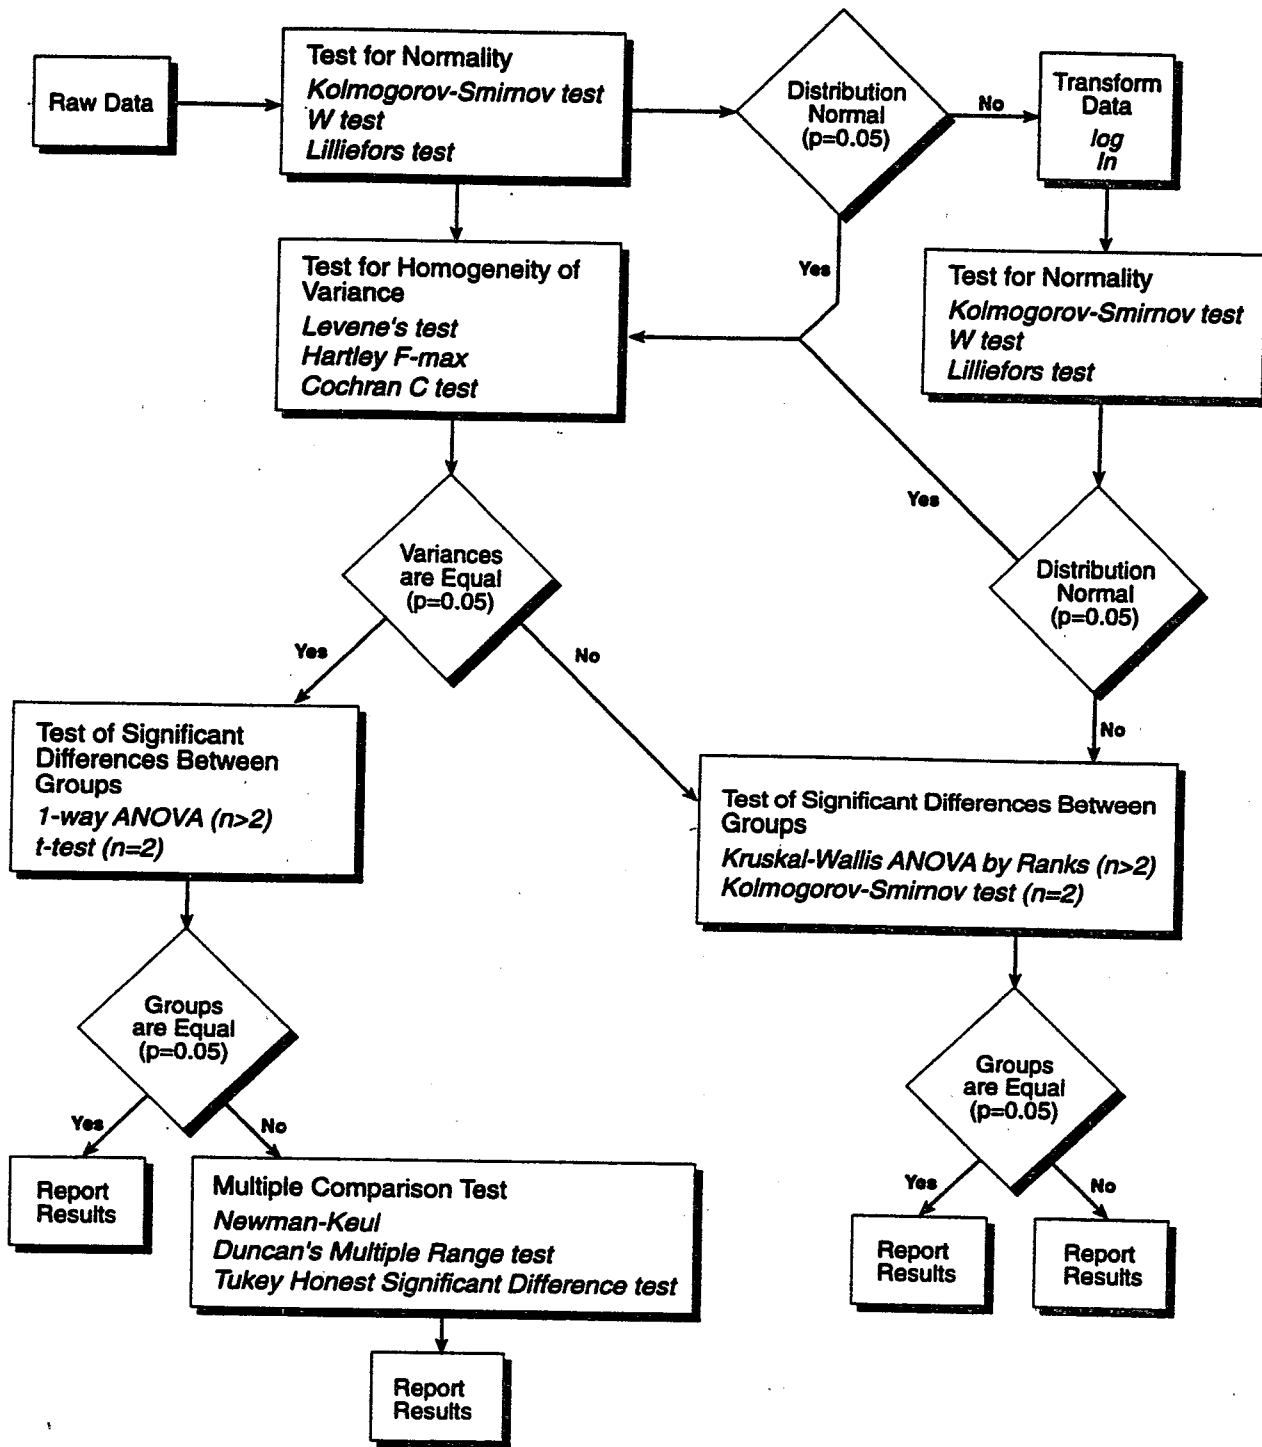 Raw Data
Test for Normality
Kolmogorov-Smirnov test
W test
Lilliefors test
Distribution
Normal
(p=0.05)
No
Transform
Data
log
ln
Yes
Test for Homogeneity of
Variance
Levene's test
Hartley F-max
Cochran C test
Test for Normality
Kolmogorov-Smirnov test
W test
Lilliefors test
Yes
Variances
are Equal
(p=0.05)
Distribution
Normal
(p=0.05)
Yes
No
No
Test of Significant
Differences Between
Groups
1-way ANOVA (n>2)
t-test (n=2)
Test of Significant Differences Between
Groups
Kruskal-Wallis ANOVA by Ranks (n>2)
Kolmogorov-Smirnov test (n=2)
Groups
are Equal
(p=0.05)
Yes
No
Groups
are Equal
(p=0.05)
Yes
No
Report
Results
Multiple Comparison Test
Newman-Keul
Duncan's Multiple Range test
Tukey Honest Significant Difference test
Report
Results
Report
Results
Report
Results